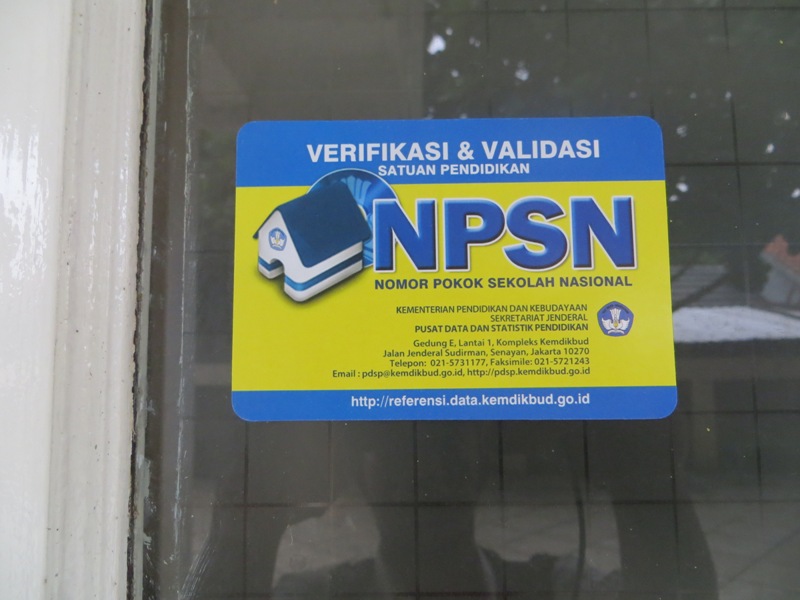 VERIFIKASI & VALIDASI
SATUAN PENDIDIKAN
NPSN
NOMOR POKOK SEKOLAH NASIONAL
KEMENTERIAN PENDIDIKAN DAN KEBUDAYAAN
SEKRETARIAT JENDERAL
PUSAT DATA DAN STATISTIK PENDIDIKAN
Gedung E, Lantai 1, Kompleks Kemdikbud
Jalan Jenderal Sudirman, Senayan, Jakarta 10270
Telepon: 021-5731177, Faksimile: 021-5721243
Email : pdsp@kemdikbud.go.id, http://pdsp.kemdikbud.go.id
http://referensi.data.kemdikbud.go.id